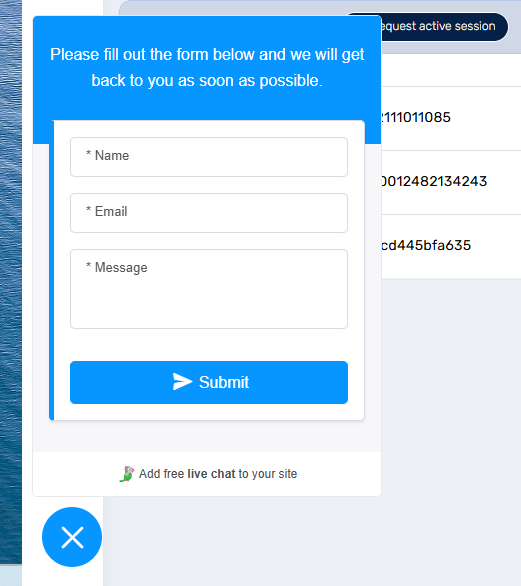 equest active session
Please fill out the form below and we will get
back to you as soon as possible.
2111011085
* Name
0012482134243
* Email
cd445bfa635
* Message
Submit
Add free live chat to your site